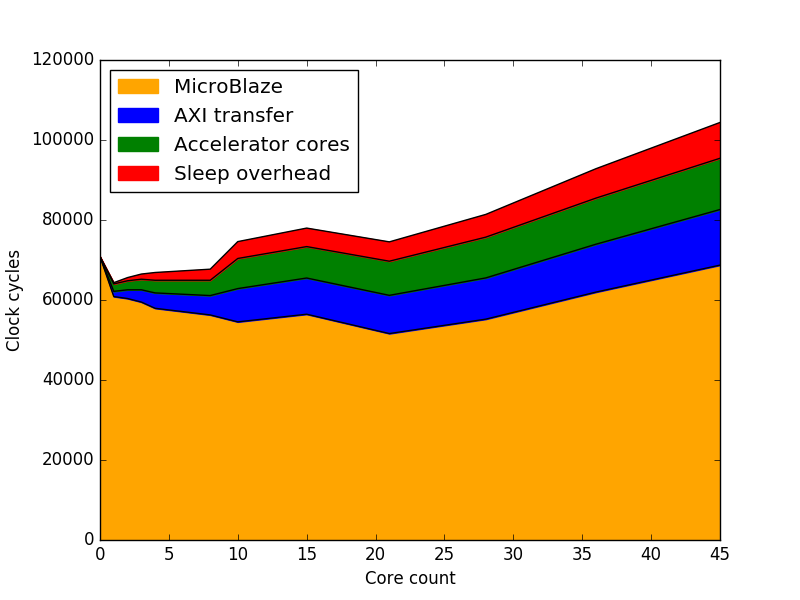 120000
100000
80000
60000
40000
20000
0
Clock cycles
MicroBlaze
AXI transfer
Accelerator cores
Sleep overhead
0 5 10 15 20 25 30 35 40 45
Core count